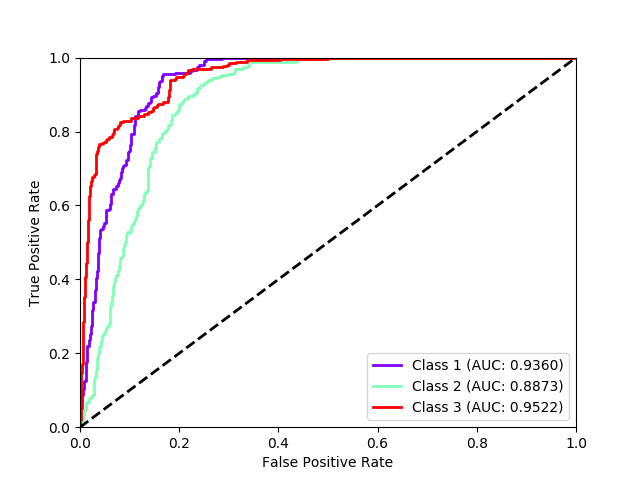 1.0
0.8
0.6
0.4
0.2
0.0
True Positive Rate
0.0 0.2 0.4 0.6 0.8 1.0
False Positive Rate
Class 1 (AUC: 0.9360)
Class 2 (AUC: 0.8873)
Class 3 (AUC: 0.9522)